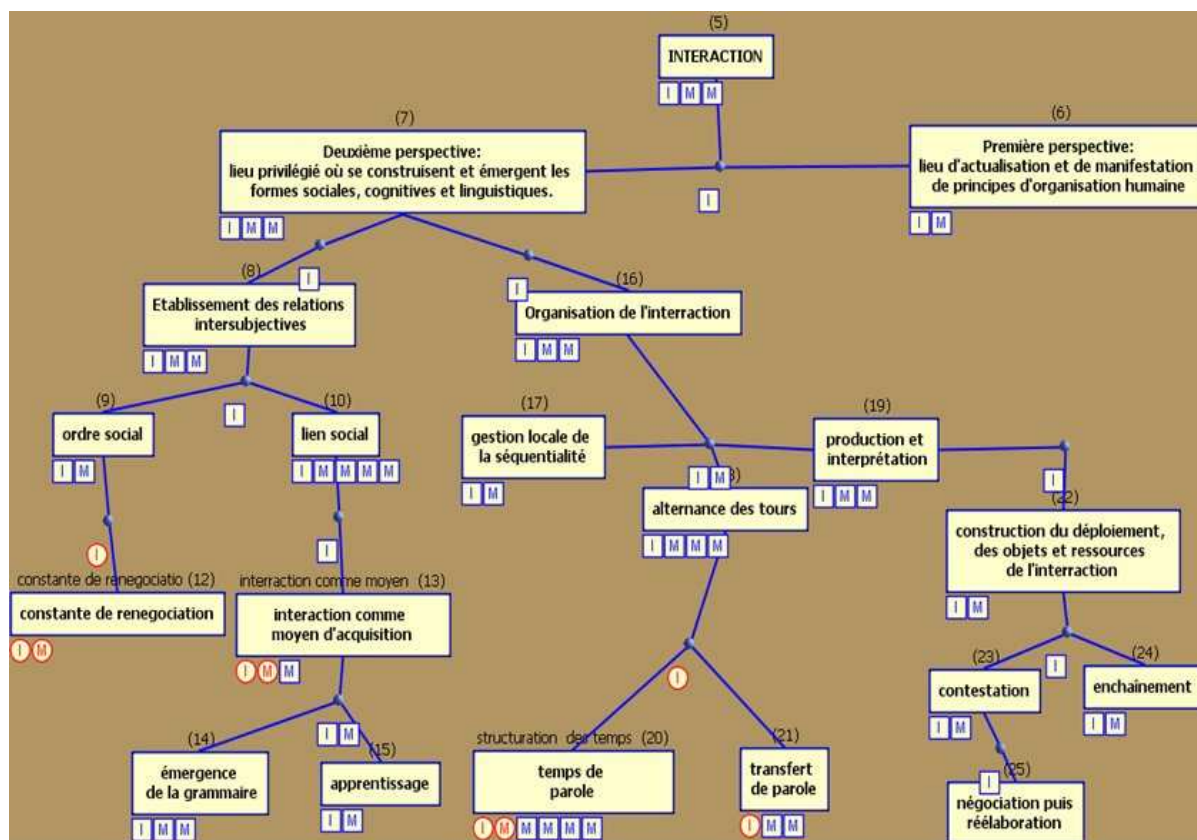 (5)
INTERACTION
I M M
(7)
Deuxième perspective:
lieu privilégié où se construisent et émergent les
formes sociales, cognitives et linguistiques.
I M M
(6)
Première perspective:
lieu d'actualisation et de manifestation
de principes d'organisation humaine
I M
I
(8)
I
Etablissement des relations
intersubjectives
I M M
(16)
I
Organisation de l'interraction
I M M
(9)
ordre social
I M
I
(10)
lien social
I M M M M
(17)
gestion locale de
la séquentialité
I M
(19)
production et
interprétation
I M M
I M
alternance des tours
I M M M
I
(22)
construction du déploiement,
des objets et ressources
de l'interraction
I M
I
constante de renegociatio (12)
constante de renegociation
I M
I
interraction comme moyen (13)
interaction comme
moyen d'acquisition
I M M
I M
(14)
émergence
de la grammaire
I M M
(15)
apprentissage
I M
I
structuration des temps (20)
temps de
parole
I M M M M M
(21)
transfert
de parole
I M M
(23)
contestation
I M
I
(24)
enchaînement
I M
I
(25)
négociation puis
réélaboration